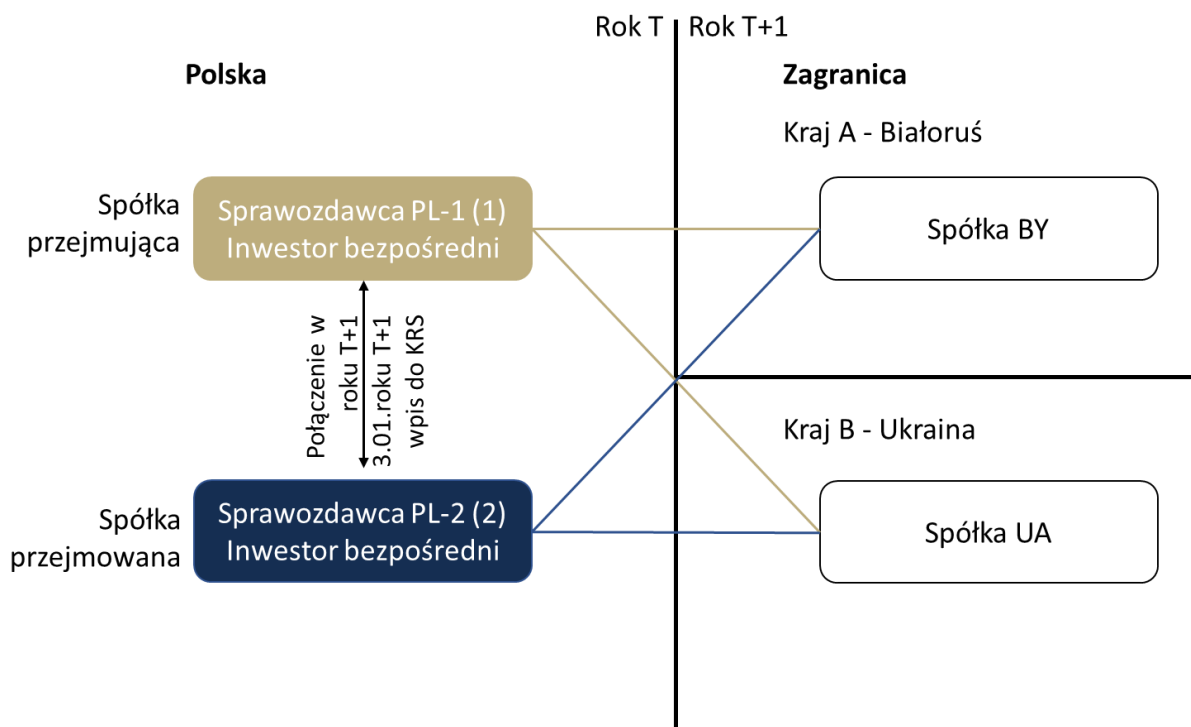 Rok T
Rok T+1
Polska
Zagranica
Kraj A - Białoruś
Spółka
przejmująca
Sprawozdawca PL-1 (1)
Inwestor bezpośredni
Spółka BY
Połączenie w
roku T+1
3.01.roku T+1
wpis do KRS
Kraj B - Ukraina
Spółka
przejmowana
Sprawozdawca PL-2 (2)
Inwestor bezpośredni
Spółka UA